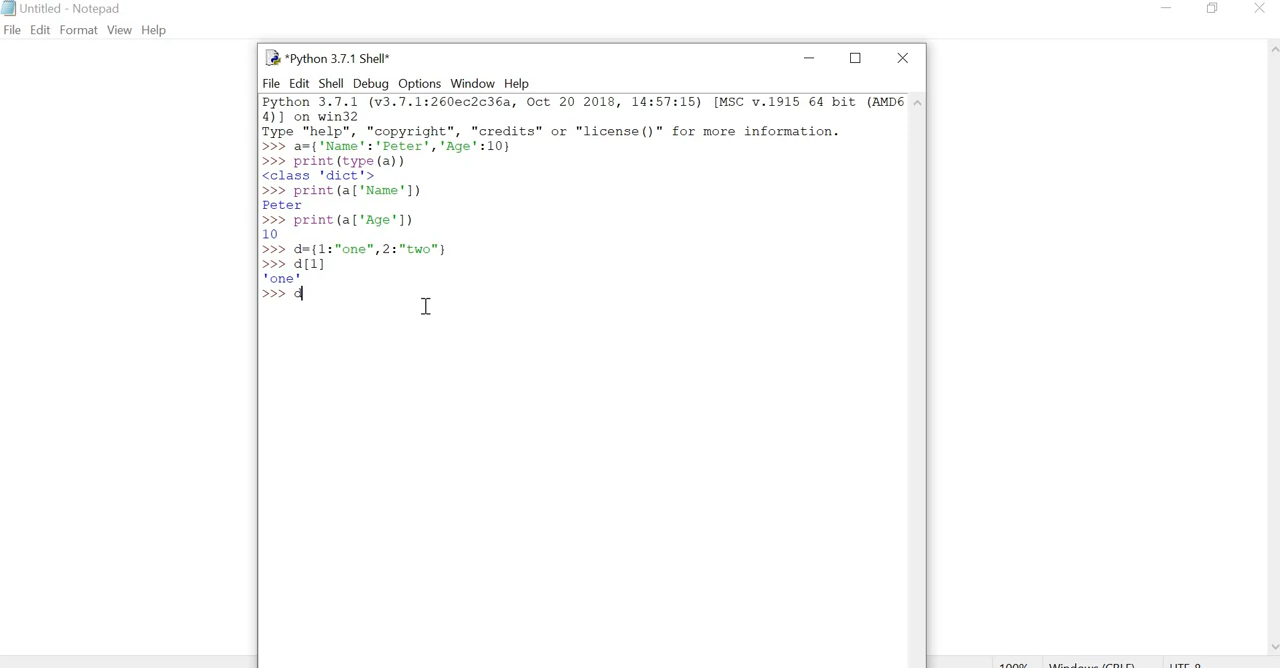 Untitled - Notepad
File Edit Format View Help
*Python 3.7.1 Shell*
File Edit Shell Debug Options Window Help
Python 3.7.1 (v3.7.1:260ec2c36a, Oct 20 2018, 14:57:15) [MSC v.1915 64 bit (AMD6
4)] on win32
Type "help", "copyright", "credits" or "license()" for more information.
>>> a={'Name':'Peter','Age':10}
>>> print(type(a))
<class 'dict'>
>>> print(a['Name'])
Peter
>>> print(a['Age'])
10
>>> d={1:"one",2:"two"}
>>> d[1]
'one'
>>> d
100% Windows (CRLF) UTF-8